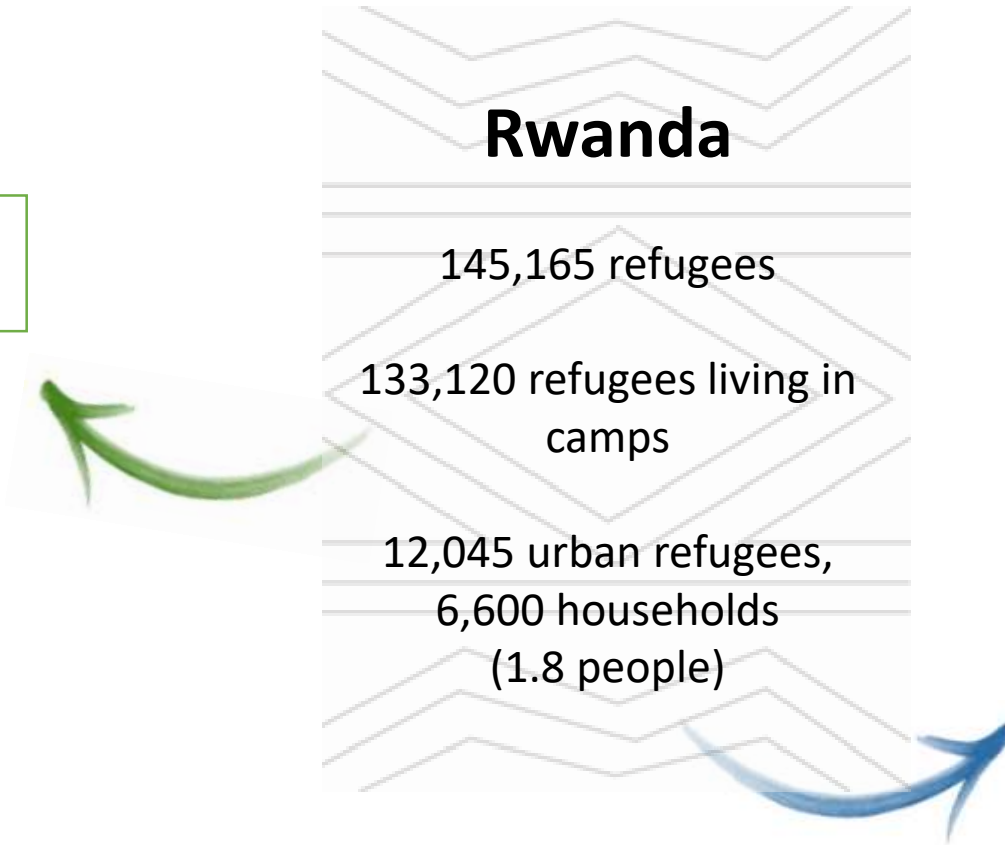 Rwanda
145,165 refugees
133,120 refugees living in
camps
12,045 urban refugees,
6,600 households
(1.8 people)